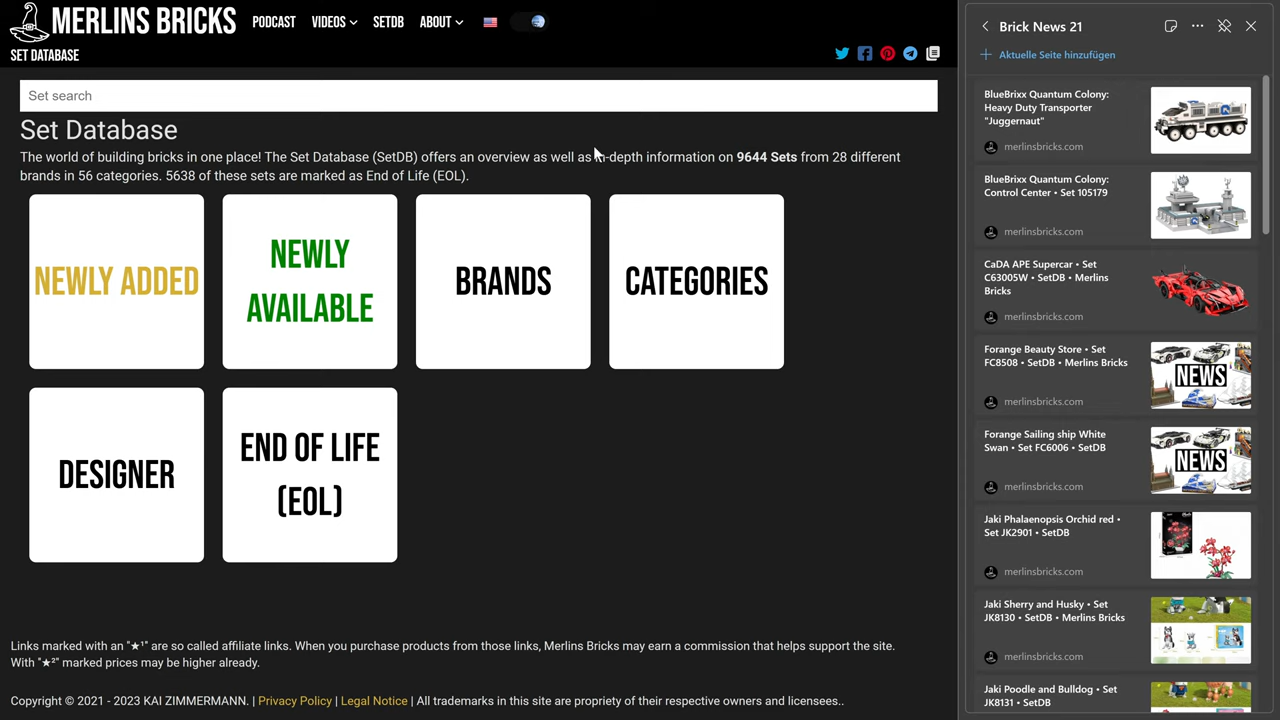 MERLINS BRICKS
PODCAST
VIDEOS
SETDB
ABOUT
SET DATABASE
Set search
Set Database
The world of building bricks in one place! The Set Database (SetDB) offers an overview as well as in-depth information on 9644 Sets from 28 different
brands in 56 categories. 5638 of these sets are marked as End of Life (EOL).
NEWLY ADDED
NEWLY
AVAILABLE
BRANDS
CATEGORIES
DESIGNER
END OF LIFE
(EOL)
Links marked with an "★¹" are so called affiliate links. When you purchase products from those links, Merlins Bricks may earn a commission that helps support the site.
With "★²" marked prices may be higher already.
Copyright © 2021 - 2023 KAI ZIMMERMANN. | Privacy Policy | Legal Notice | All trademarks in this site are propriety of their respective owners and licensees..
Brick News 21
Aktuelle Seite hinzufügen
BlueBrixx Quantum Colony:
Heavy Duty Transporter
"Juggernaut"
merlinsbricks.com
BlueBrixx Quantum Colony:
Control Center • Set 105179
merlinsbricks.com
CaDA APE Supercar • Set
C63005W • SetDB • Merlins
Bricks
merlinsbricks.com
Forange Beauty Store • Set
FC8508 • SetDB • Merlins Bricks
merlinsbricks.com
NEWS
Forange Sailing ship White
Swan • Set FC6006 • SetDB
merlinsbricks.com
NEWS
Jaki Phalaenopsis Orchid red •
Set JK2901 • SetDB
merlinsbricks.com
Jaki Sherry and Husky • Set
JK8130 • SetDB • Merlins Bricks
merlinsbricks.com
Jaki Poodle and Bulldog • Set
JK8131 • SetDB